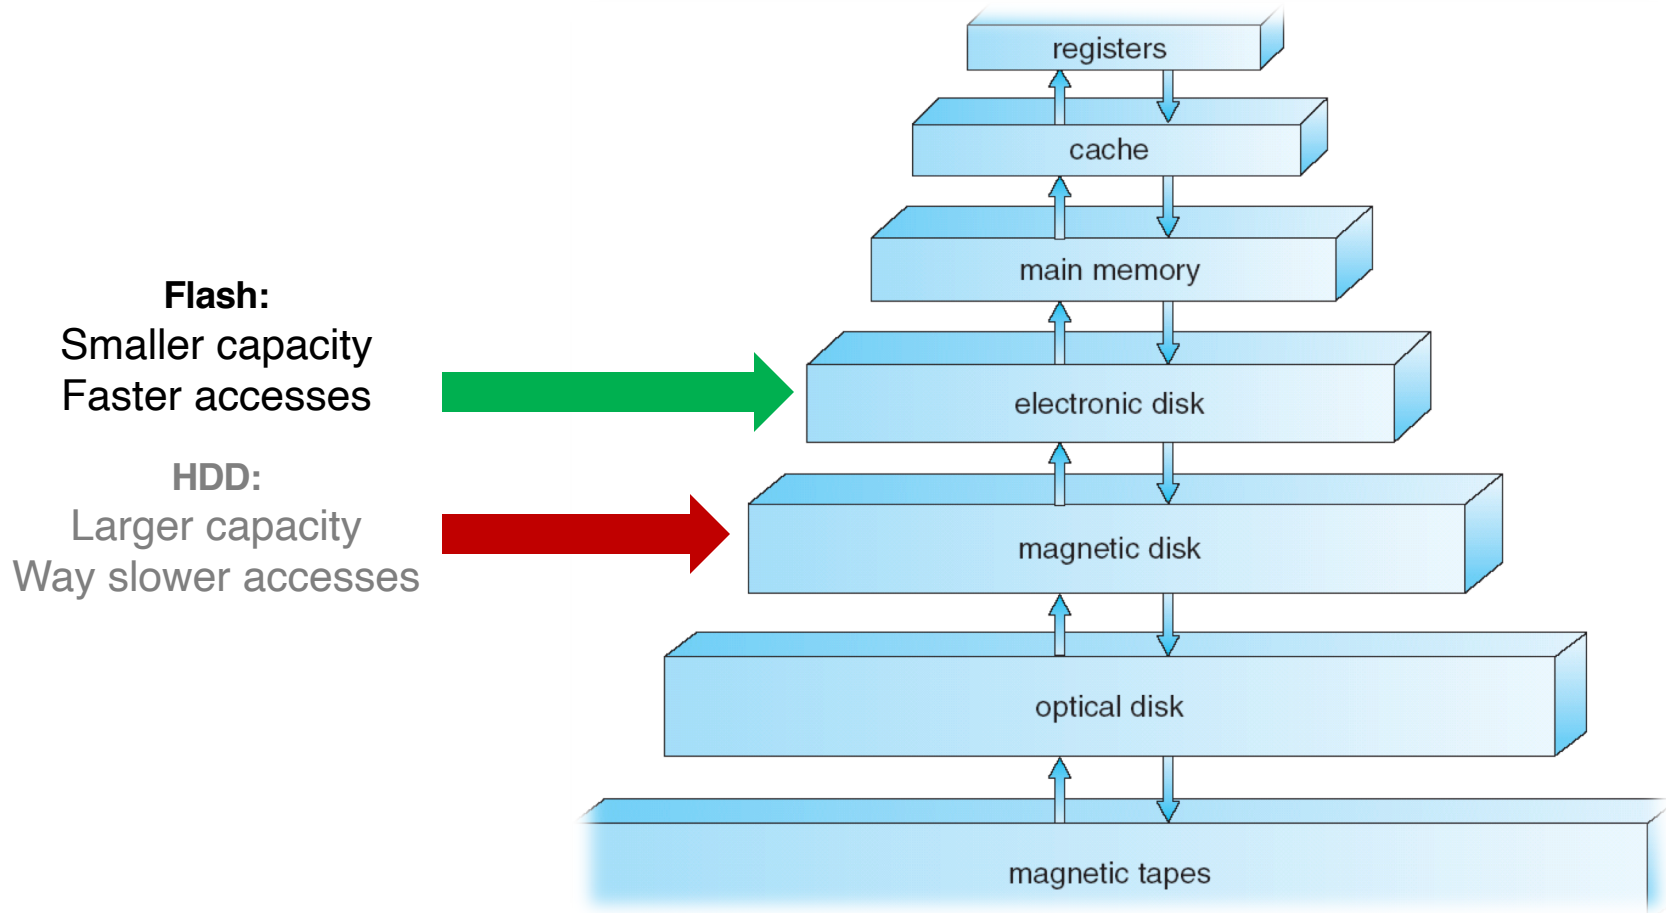 registers
cache
main memory
Flash:
Smaller capacity
Faster accesses
electronic disk
HDD:
Larger capacity
Way slower accesses
magnetic disk
optical disk
magnetic tapes